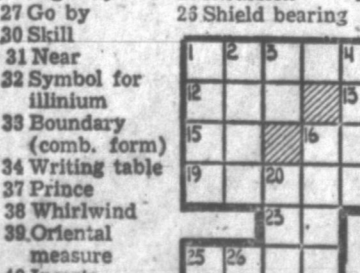 27 Go by
30 Skill
31 Near
32 Symbol for
illinium
33 Boundary
(comb. form)
34 Writing table
37 Prince
38 Whirlwind
39 Oriental
measure
26 Shield bearing
1 2 3 4
12 13
15 16
19 20
23
25 26